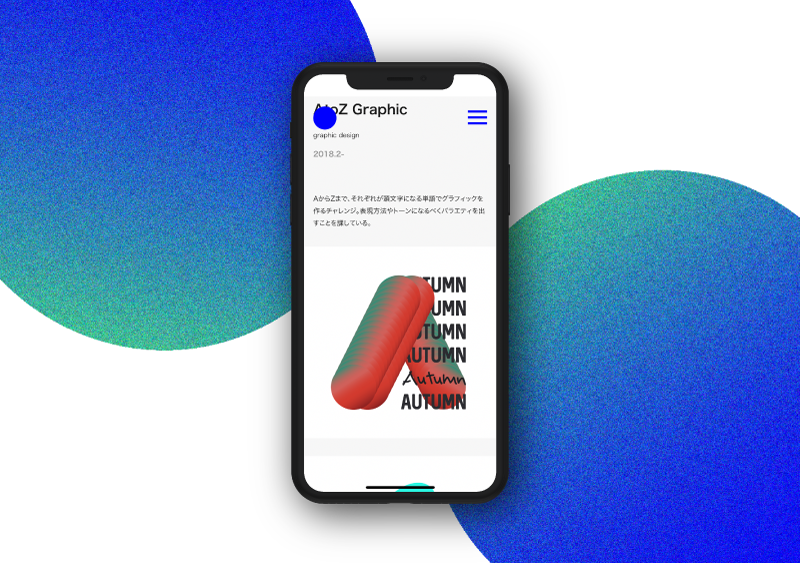 AtoZ Graphic
graphic design
2018.2-
AからZまで、それぞれが頭文字になる単語でグラフィックを
作るチャレンジ。表現方法やトーンになるべくバラエティを出
すことを課している。
AUTUMN
AUTUMN
AUTUMN
AUTUMN
Autumn
AUTUMN